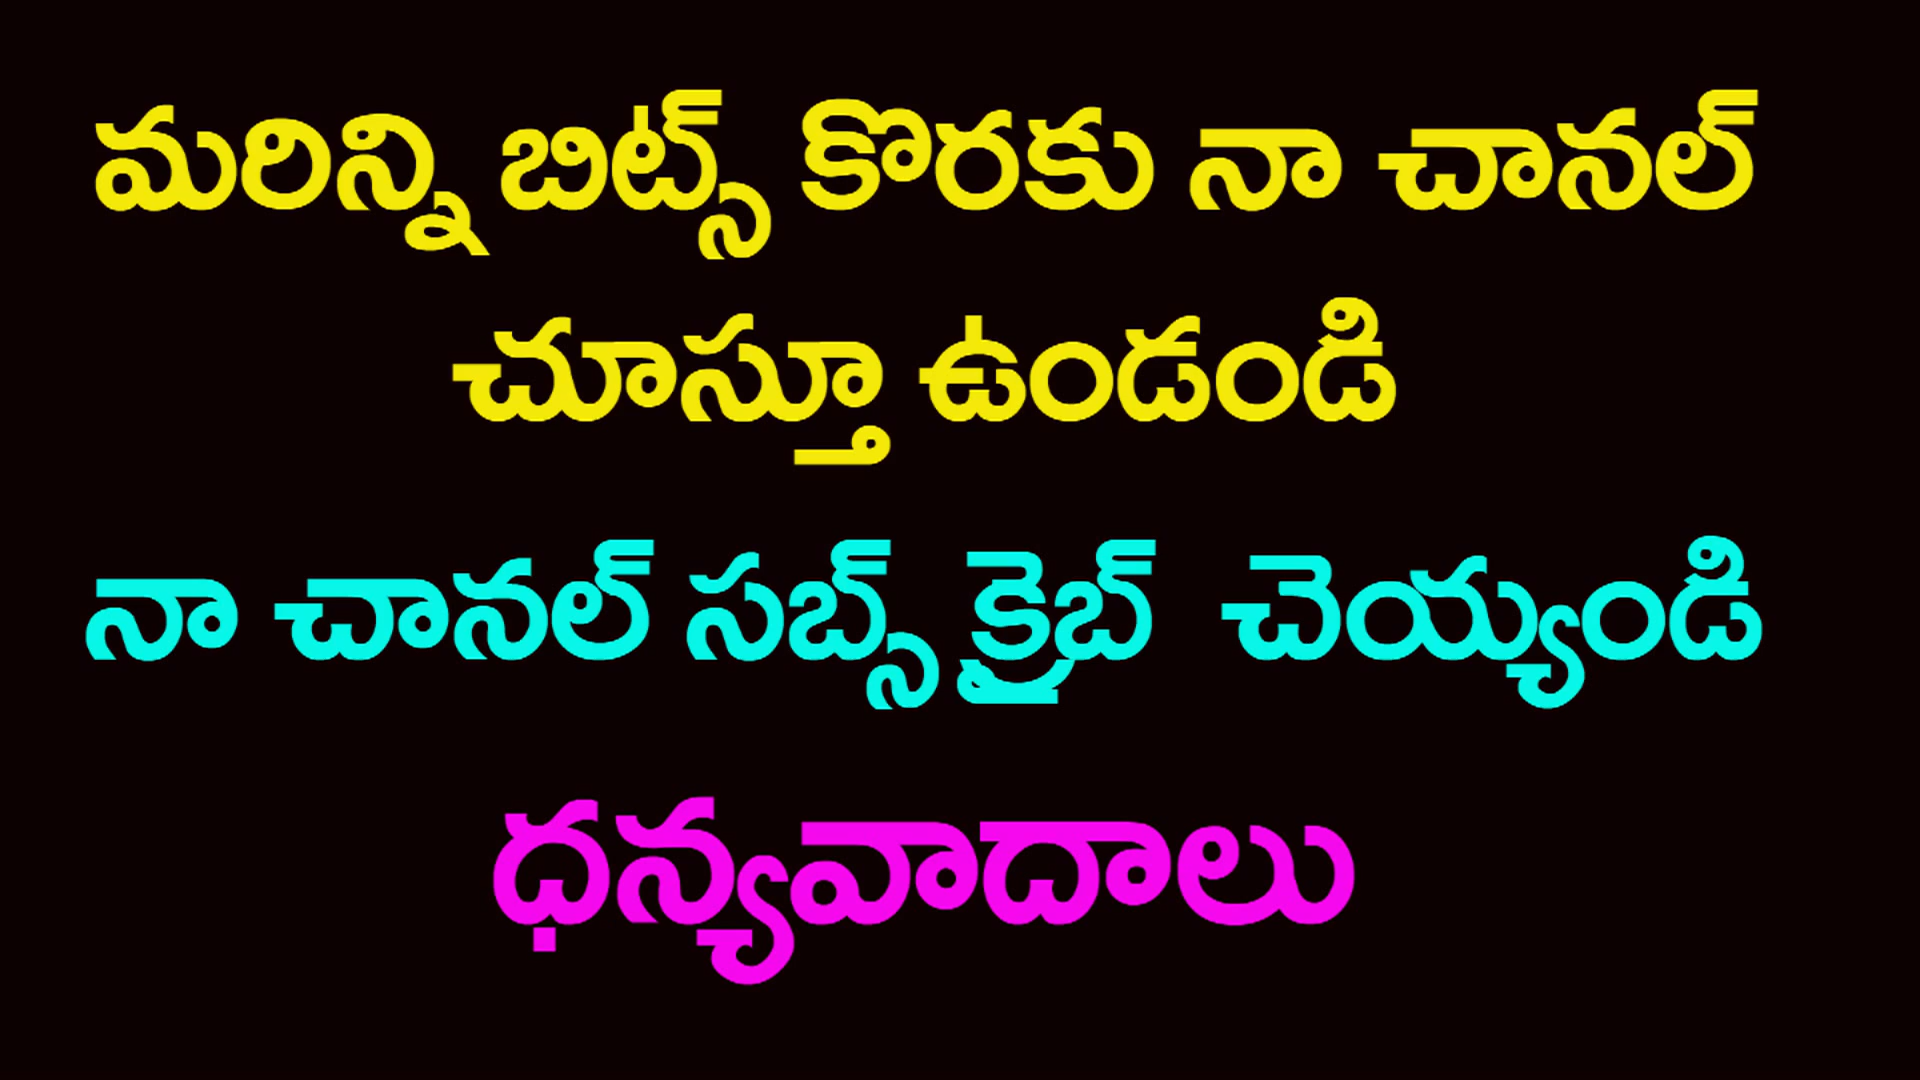 మరిన్ని బిట్స్ కొరకు నా చానల్
చూస్తూ ఉండండి
నా చానల్ సబ్స్ క్రైబ్ చెయ్యండి
ధన్యవాదాలు